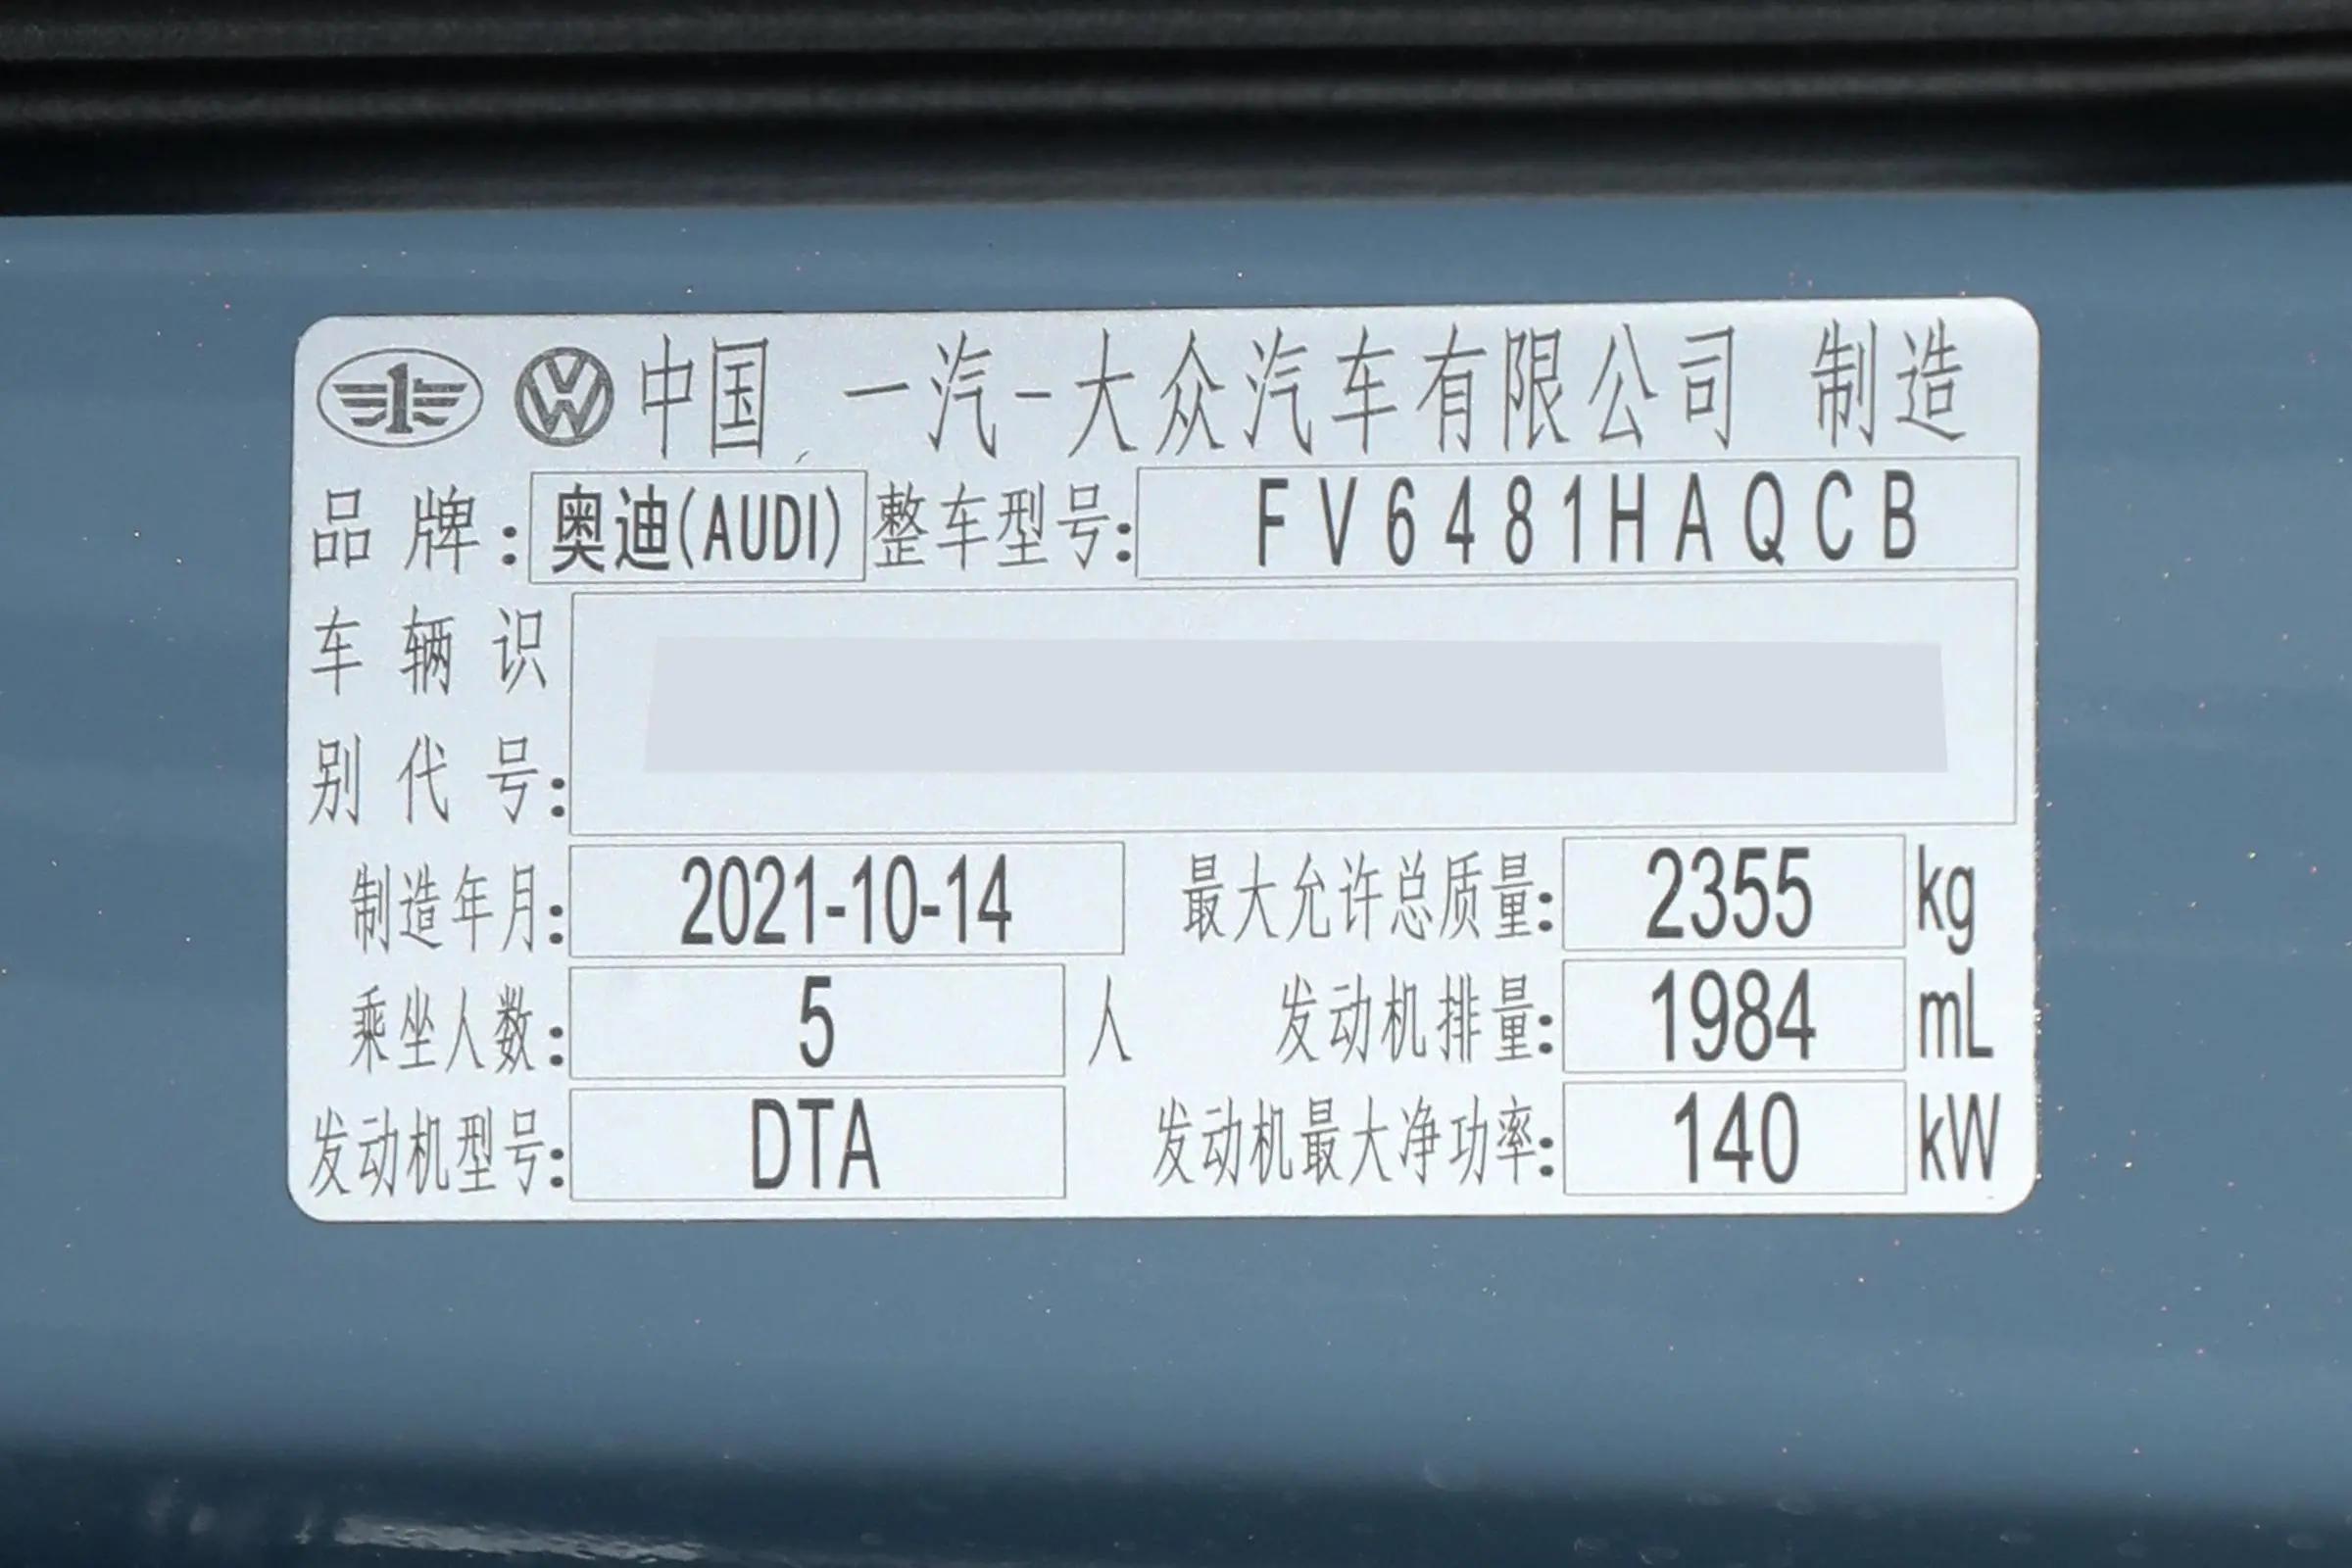 中国 一汽-大众汽车有限公司 制造
品牌: 奥迪(AUDI) 整车型号: FV6481HAQCB
车辆识
别代号:
制造年月: 2021-10-14 最大允许总质量: 2355 kg
乘坐人数: 5 人 发动机排量: 1984 mL
发动机型号: DTA 发动机最大净功率: 140 kW